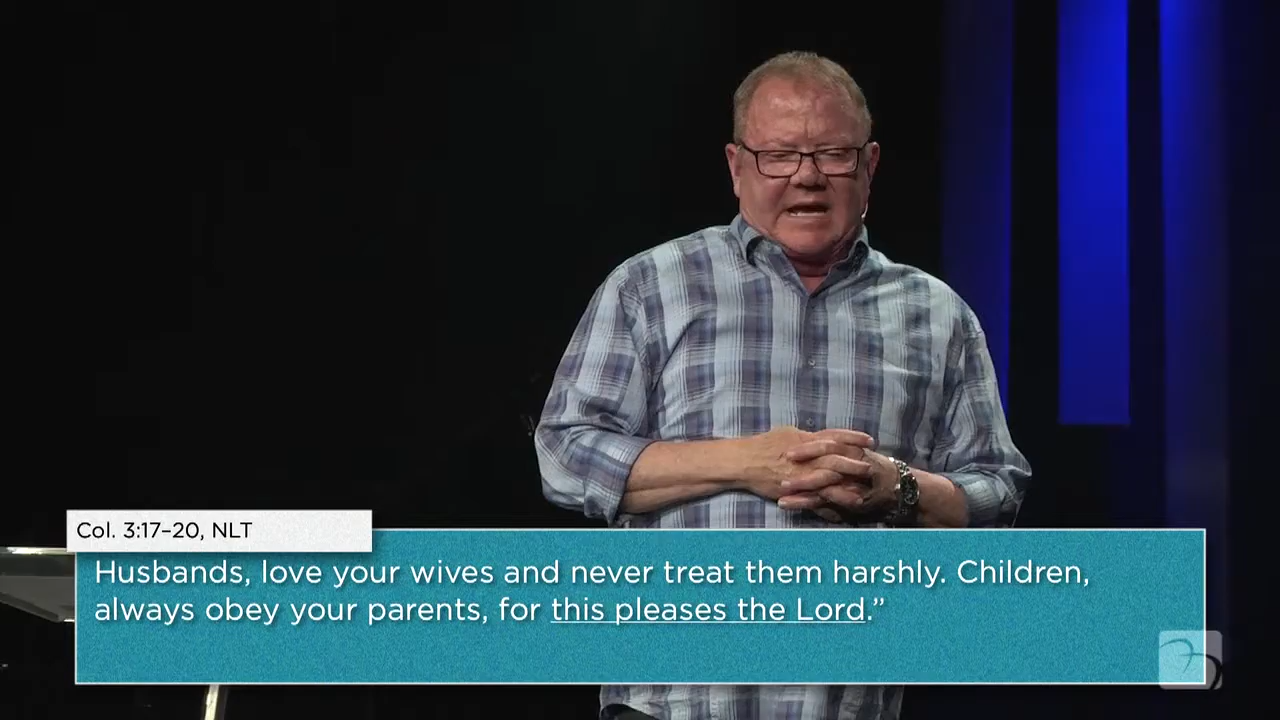 Col. 3:17–20, NLT
Husbands, love your wives and never treat them harshly. Children,
always obey your parents, for this pleases the Lord.”